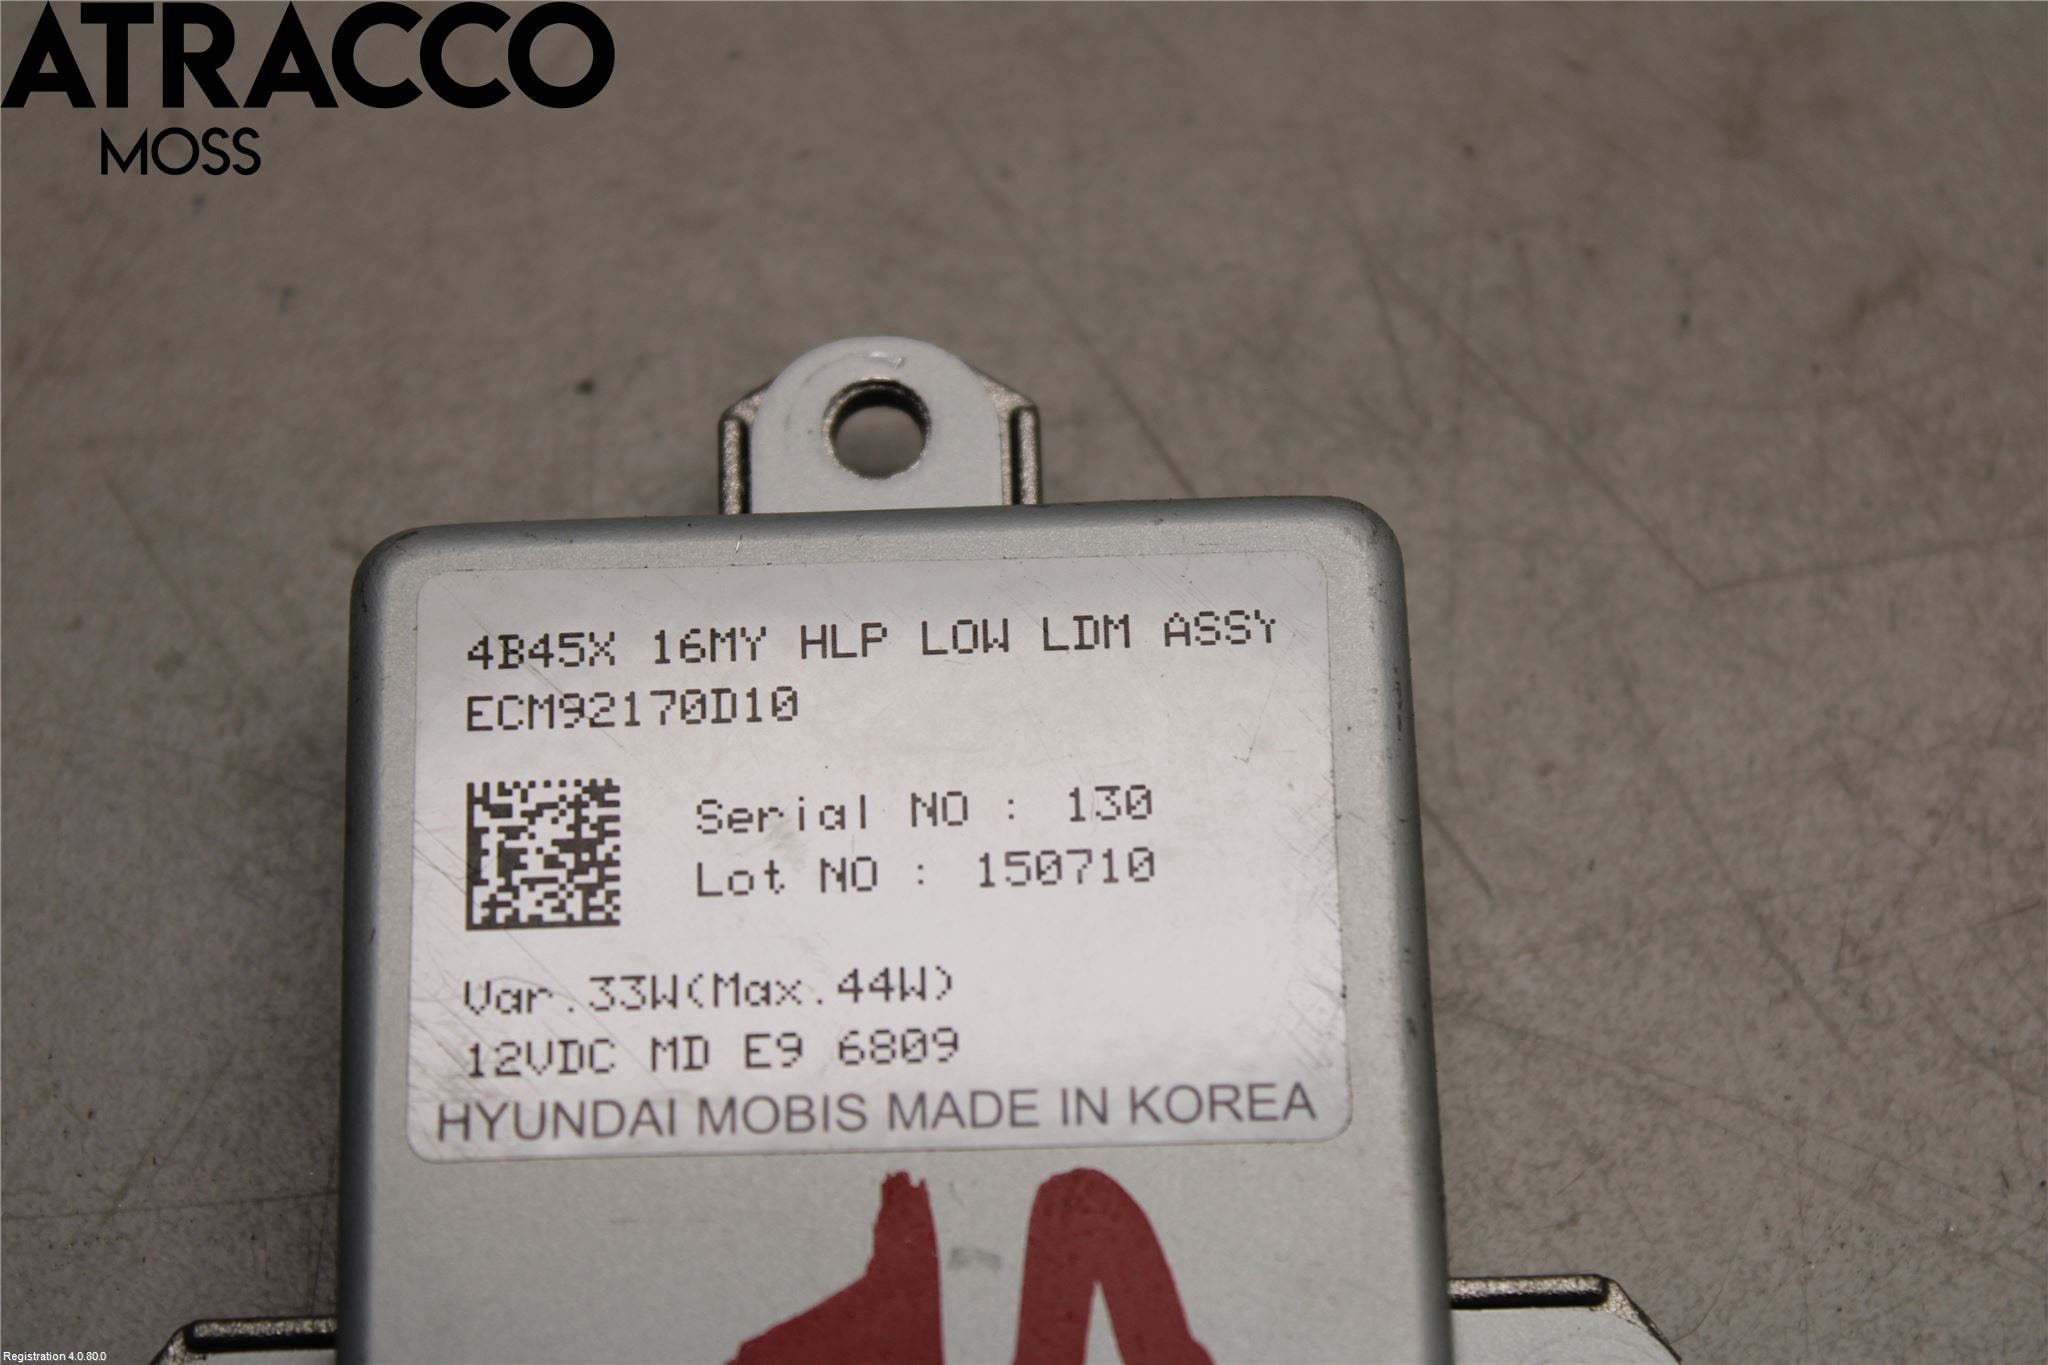 ATRACCO
MOSS
4B45X 16MY HLP LOW LDM ASSY
ECM92170D10
Serial NO : 130
Lot NO : 150710
Var.33W(Max.44W)
12VDC MD E9 6809
HYUNDAI MOBIS MADE IN KOREA
Registration 4.0.80.0